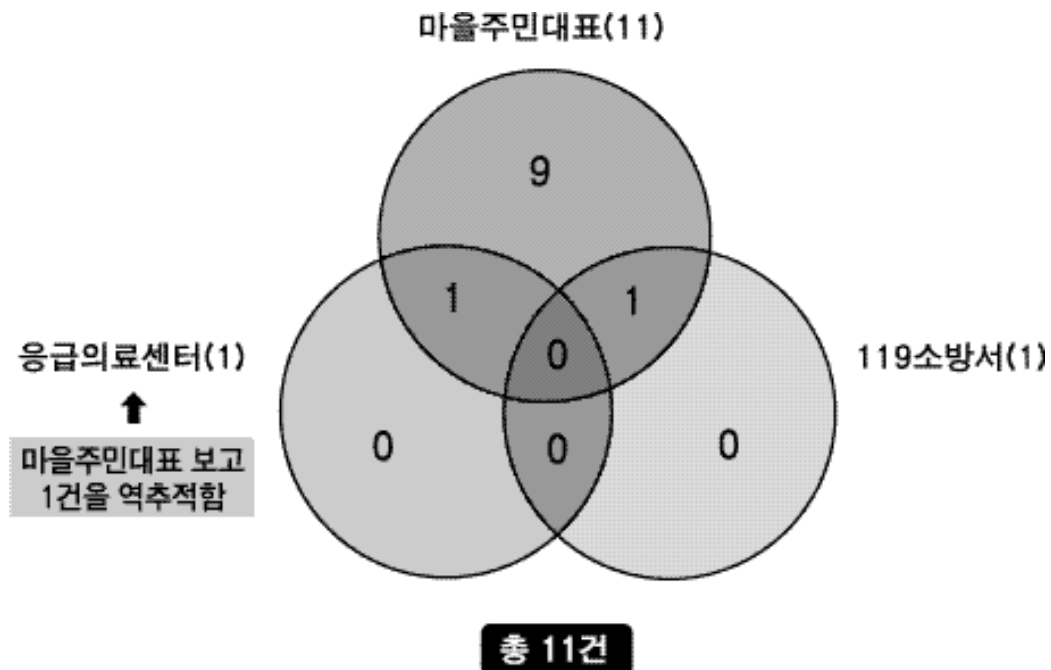 마을주민대표(11)
9
1
1
0
응급의료센터(1)
119소방서(1)
0
0
0
마을주민대표 보고
1건을 역추적함
총 11건